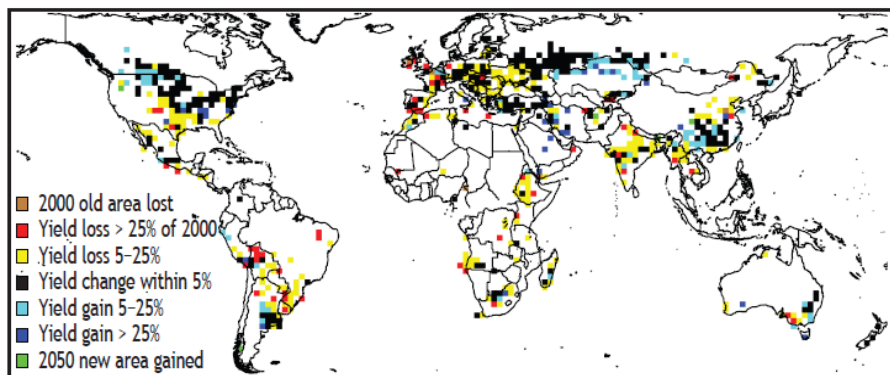 2000 old area lost
Yield loss > 25% of 2000
Yield loss 5-25%
Yield change within 5%
Yield gain 5-25%
Yield gain > 25%
2050 new area gained